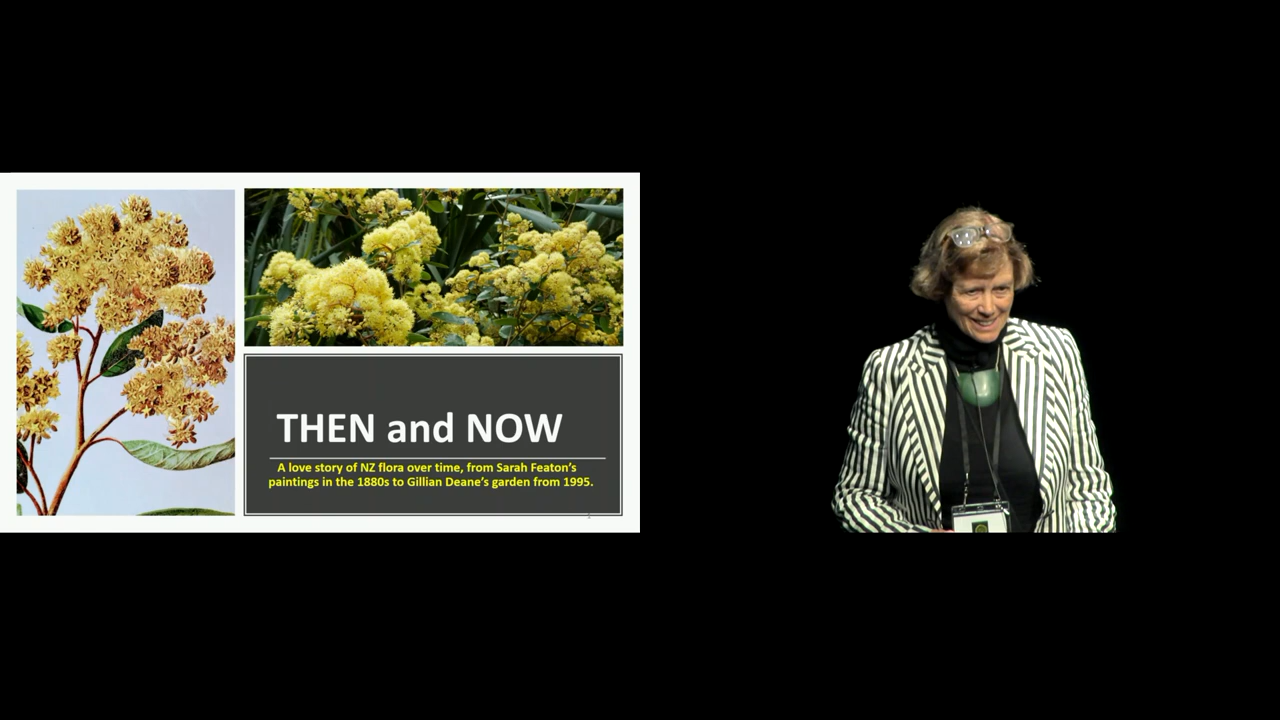 THEN and NOW
A love story of NZ flora over time, from Sarah Featon's
paintings in the 1880s to Gillian Deane's garden from 1995.